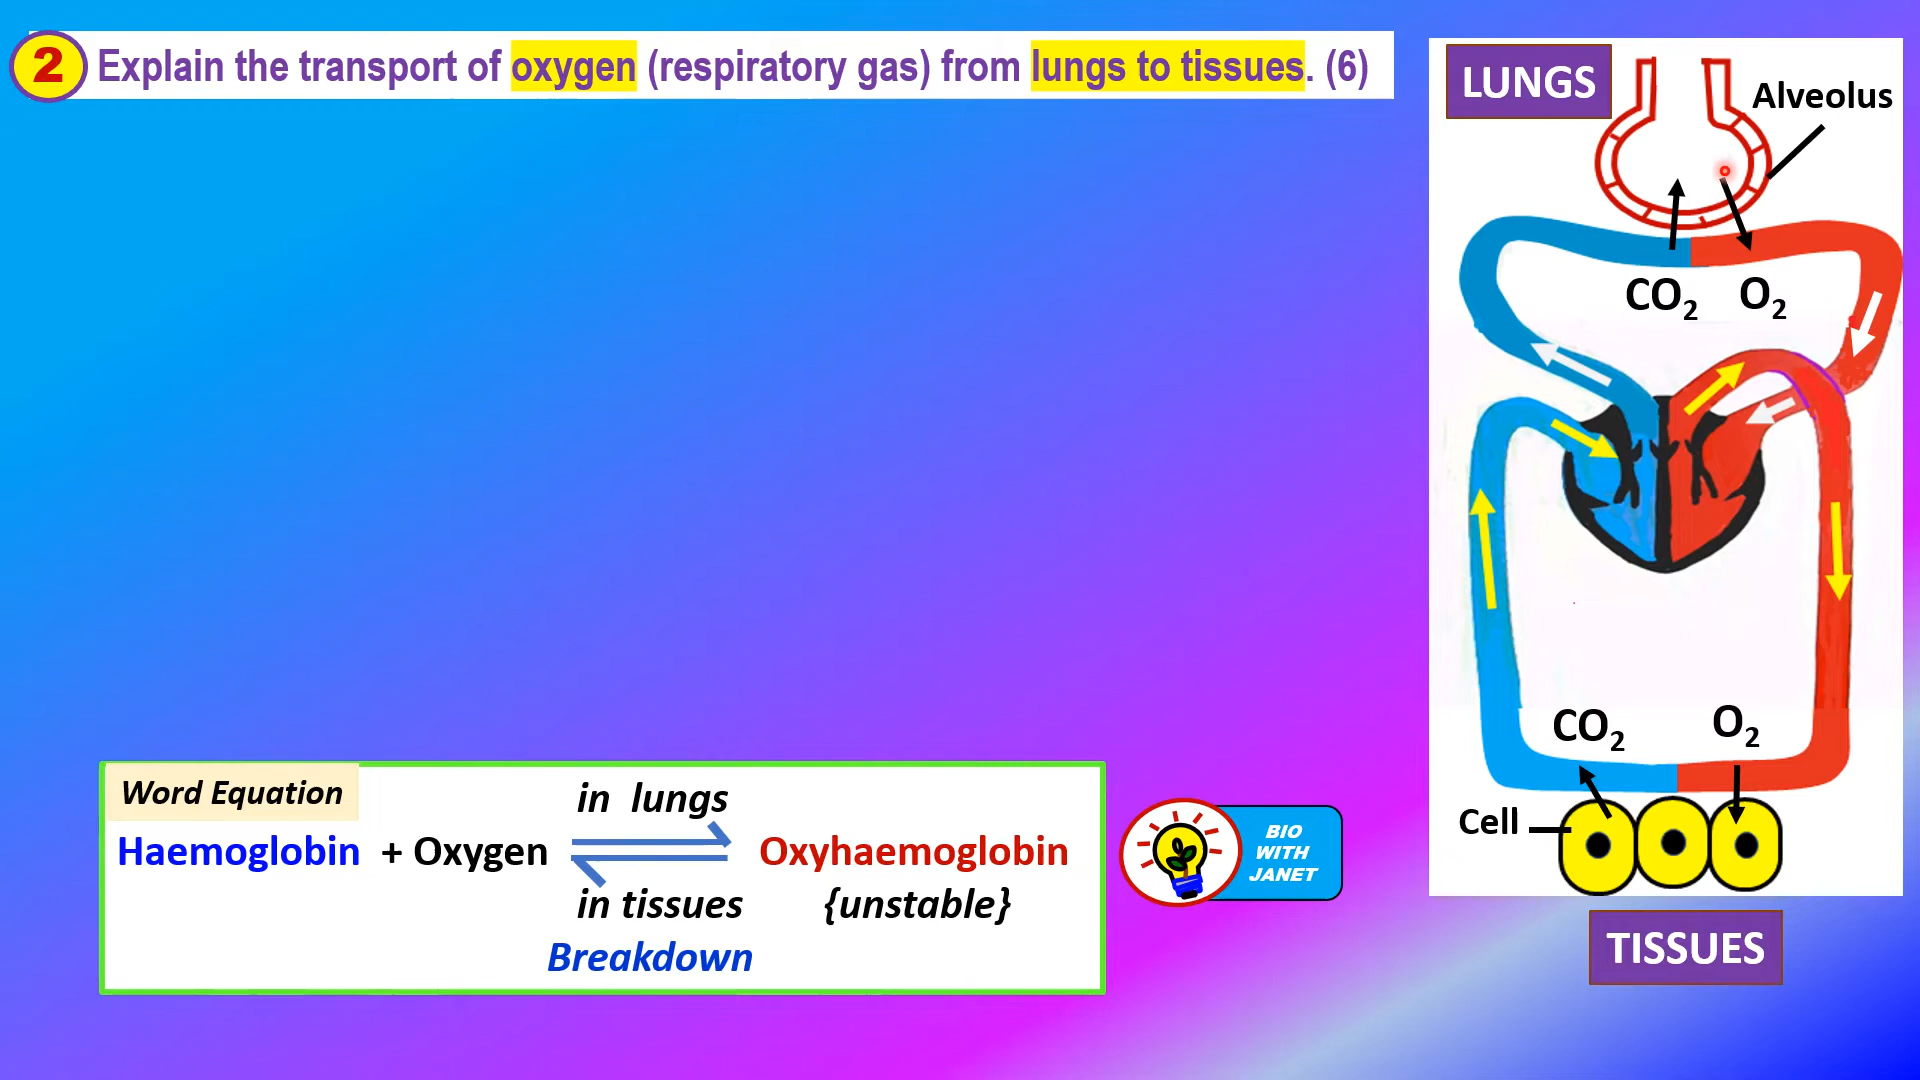 2 Explain the transport of oxygen (respiratory gas) from lungs to tissues. (6)
LUNGS
Alveolus
CO₂ O₂
CO₂ O₂
Cell
TISSUES
Word Equation
in lungs
Haemoglobin + Oxygen Oxyhaemoglobin
in tissues {unstable}
Breakdown
BIO
WITH
JANET